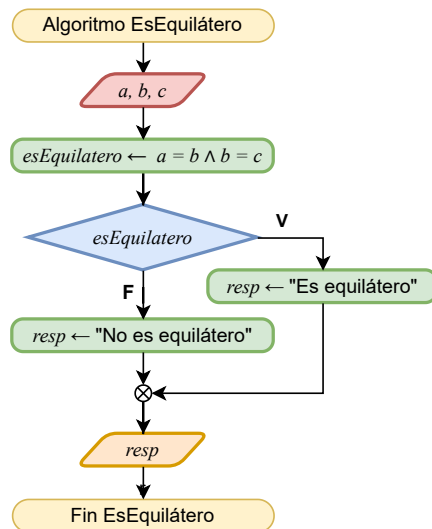 Algoritmo EsEquilátero
a, b, c
esEquilatero ← a = b ∧ b = c
esEquilatero
V
F
resp ← "Es equilátero"
resp ← "No es equilátero"
resp
Fin EsEquilátero